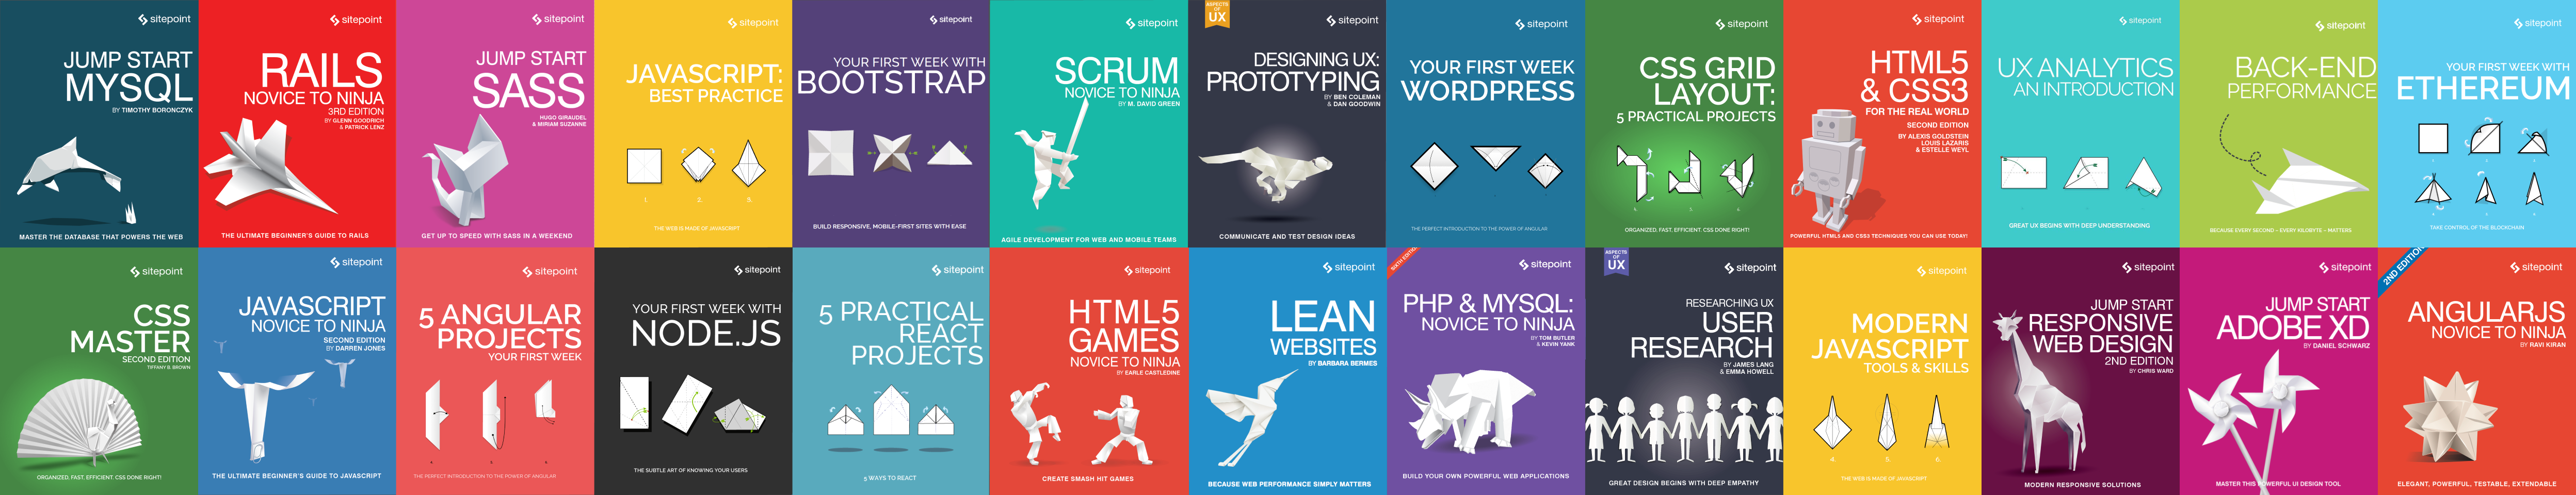 sitepoint
JUMP START
MYSQL
BY TIMOTHY BORONCZYK
MASTER THE DATABASE THAT POWERS THE WEB
sitepoint
RAILS
NOVICE TO NINJA
3RD EDITION
BY GLENN GOODRICH
& PATRICK LENZ
THE ULTIMATE BEGINNER'S GUIDE TO RAILS
sitepoint
JUMP START
SASS
HUGO GIRAUDEL
& MIRIAM SUZANNE
GET UP TO SPEED WITH SASS IN A WEEKEND
sitepoint
JAVASCRIPT:
BEST PRACTICE
1.
2.
3.
THE WEB IS MADE OF JAVASCRIPT
sitepoint
YOUR FIRST WEEK WITH
BOOTSTRAP
BUILD RESPONSIVE, MOBILE-FIRST SITES WITH EASE
sitepoint
SCRUM
NOVICE TO NINJA
BY M. DAVID GREEN
AGILE DEVELOPMENT FOR WEB AND MOBILE TEAMS
ASPECTS
OF
UX
sitepoint
DESIGNING UX:
PROTOTYPING
BY BEN COLEMAN
& DAN GOODWIN
COMMUNICATE AND TEST DESIGN IDEAS
sitepoint
YOUR FIRST WEEK
WORDPRESS
THE PERFECT INTRODUCTION TO THE POWER OF ANGULAR
sitepoint
CSS GRID
LAYOUT:
5 PRACTICAL PROJECTS
ORGANIZED, FAST, EFFICIENT. CSS DONE RIGHT!
sitepoint
HTML5
& CSS3
FOR THE REAL WORLD
SECOND EDITION
BY ALEXIS GOLDSTEIN
LOUIS LAZARIS
& ESTELLE WEYL
POWERFUL HTML5 AND CSS3 TECHNIQUES YOU CAN USE TODAY!
sitepoint
UX ANALYTICS
AN INTRODUCTION
GREAT UX BEGINS WITH DEEP UNDERSTANDING
sitepoint
BACK-END
PERFORMANCE
BECAUSE EVERY SECOND – EVERY KILOBYTE – MATTERS
sitepoint
YOUR FIRST WEEK WITH
ETHEREUM
TAKE CONTROL OF THE BLOCKCHAIN
sitepoint
CSS
MASTER
SECOND EDITION
TIFFANY B. BROWN
ORGANIZED, FAST, EFFICIENT. CSS DONE RIGHT!
sitepoint
JAVASCRIPT
NOVICE TO NINJA
SECOND EDITION
BY DARREN JONES
THE ULTIMATE BEGINNER'S GUIDE TO JAVASCRIPT
sitepoint
5 ANGULAR
PROJECTS
YOUR FIRST WEEK
THE PERFECT INTRODUCTION TO THE POWER OF ANGULAR
sitepoint
YOUR FIRST WEEK WITH
NODE.JS
THE SUBTLE ART OF KNOWING YOUR USERS
sitepoint
5 PRACTICAL
REACT
PROJECTS
5 WAYS TO REACT
sitepoint
HTML5
GAMES
NOVICE TO NINJA
BY EARLE CASTLEDINE
CREATE SMASH HIT GAMES
sitepoint
LEAN
WEBSITES
BY BARBARA BERMES
BECAUSE WEB PERFORMANCE SIMPLY MATTERS
SIXTH EDITION
sitepoint
PHP & MYSQL:
NOVICE TO NINJA
BY TOM BUTLER
& KEVIN YANK
BUILD YOUR OWN POWERFUL WEB APPLICATIONS
ASPECTS
OF
UX
sitepoint
RESEARCHING UX
USER
RESEARCH
BY JAMES LANG
& EMMA HOWELL
GREAT DESIGN BEGINS WITH DEEP EMPATHY
sitepoint
MODERN
JAVASCRIPT
TOOLS & SKILLS
4.
5.
6.
THE WEB IS MADE OF JAVASCRIPT
sitepoint
JUMP START
RESPONSIVE
WEB DESIGN
2ND EDITION
BY CHRIS WARD
MODERN RESPONSIVE SOLUTIONS
sitepoint
JUMP START
ADOBE XD
BY DANIEL SCHWARZ
MASTER THIS POWERFUL UI DESIGN TOOL
2ND EDITION
sitepoint
ANGULARJS
NOVICE TO NINJA
BY RAVI KIRAN
ELEGANT, POWERFUL, TESTABLE, EXTENDABLE